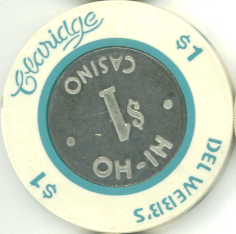 Claridge
$1
DEL WEBB'S
$1
HI-HO
$1
CASINO